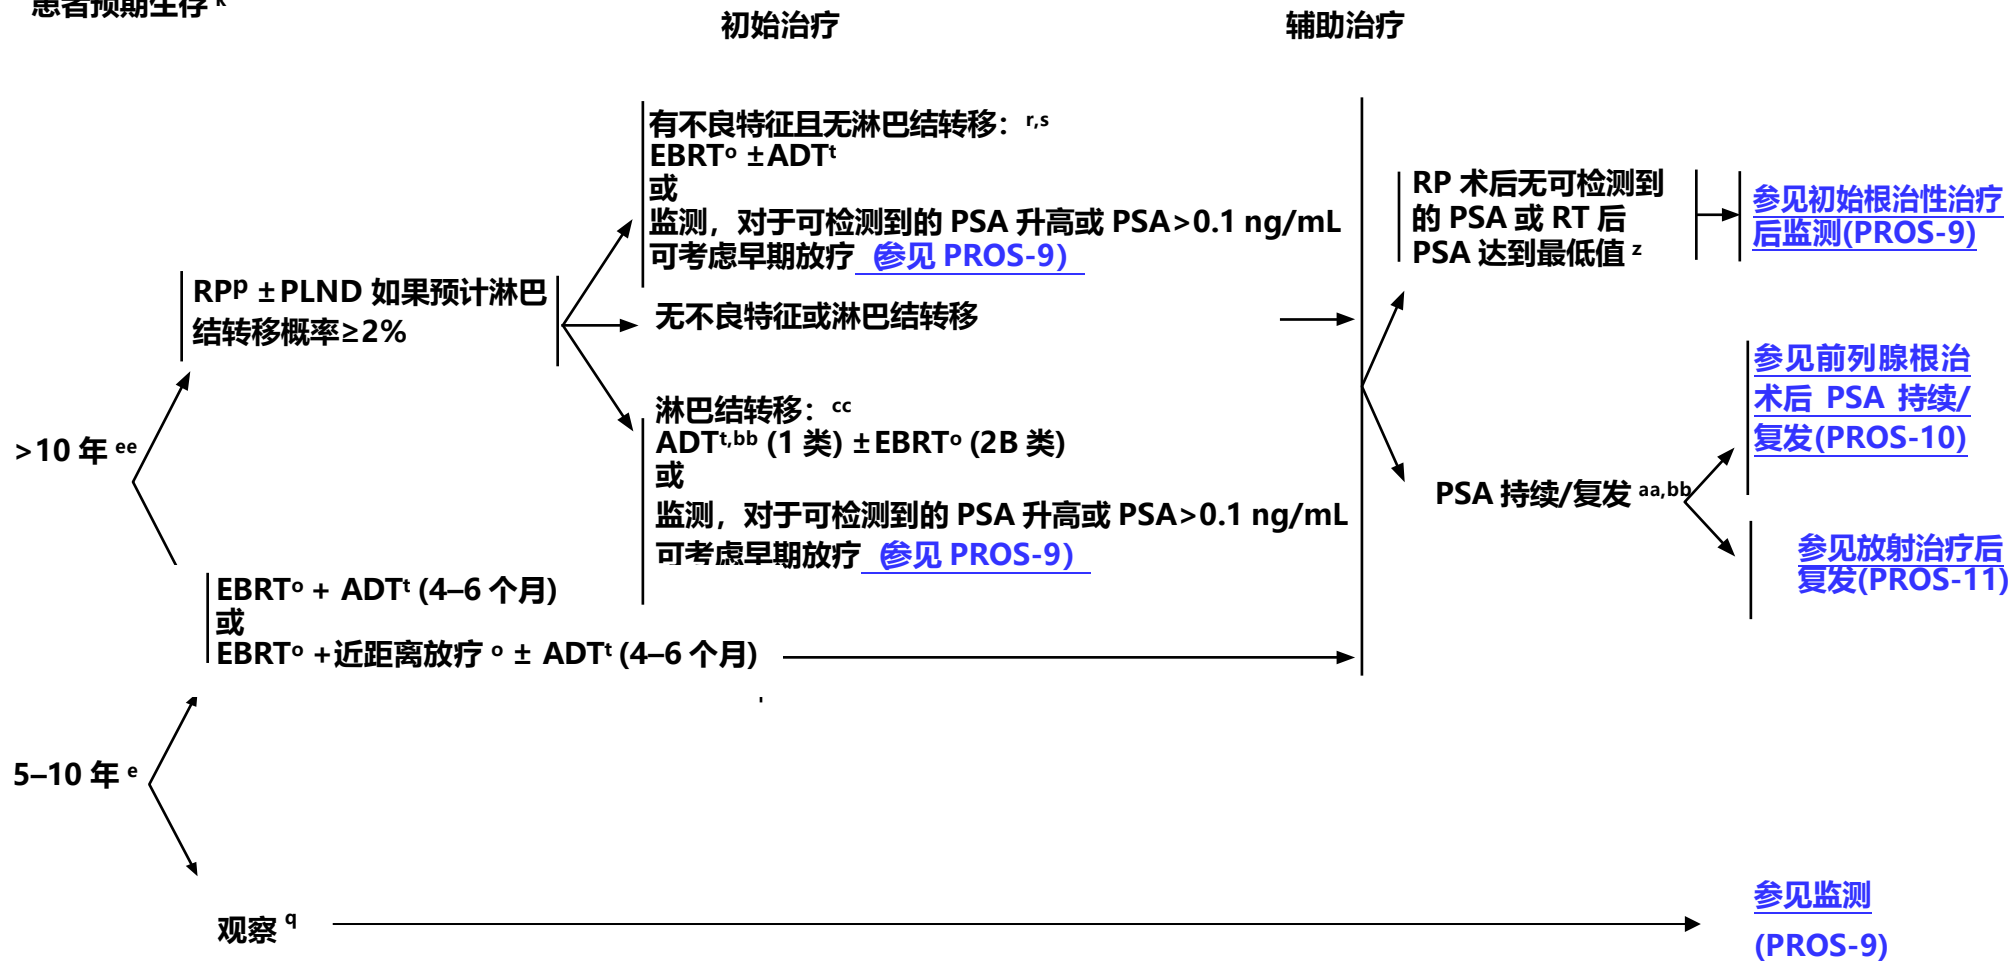 患者预期生存 k
初始治疗
辅助治疗
有不良特征且无淋巴结转移： r,s
EBRTo ±ADTt
或
监测，对于可检测到的 PSA 升高或 PSA>0.1 ng/mL
可考虑早期放疗 (参见 PROS-9）
无不良特征或淋巴结转移
淋巴结转移： cc
ADTt,bb (1 类) ±EBRTo (2B 类)
或
监测，对于可检测到的 PSA 升高或 PSA>0.1 ng/mL
可考虑早期放疗 (参见 PROS-9）
RPp ±PLND 如果预计淋巴
结转移概率≥2%
>10 年 ee
EBRTo + ADTt (4–6 个月)
或
EBRTo +近距离放疗 o ± ADTt (4–6 个月)
RP 术后无可检测到
的 PSA 或 RT 后
PSA 达到最低值 z
参见初始根治性治疗
后监测(PROS-9)
PSA 持续/复发 aa,bb
参见前列腺根治
术后 PSA 持续/
复发(PROS-10)
参见放射治疗后
复发(PROS-11)
5–10 年 e
观察 q
参见监测
(PROS-9)